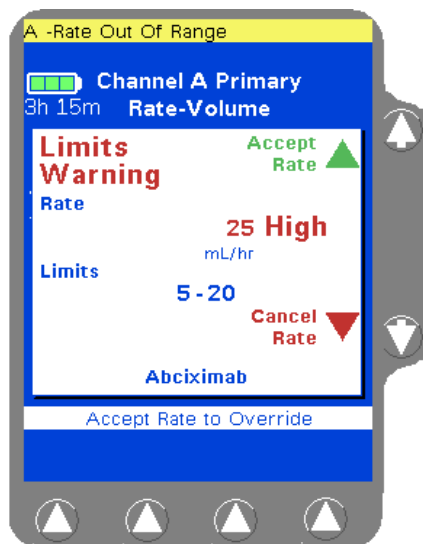 A -Rate Out Of Range
Channel A Primary
3h 15m Rate-Volume
Limits Warning
Accept Rate
Rate
25 High
mL/hr
Limits
5-20
Cancel Rate
Abciximab
Accept Rate to Override